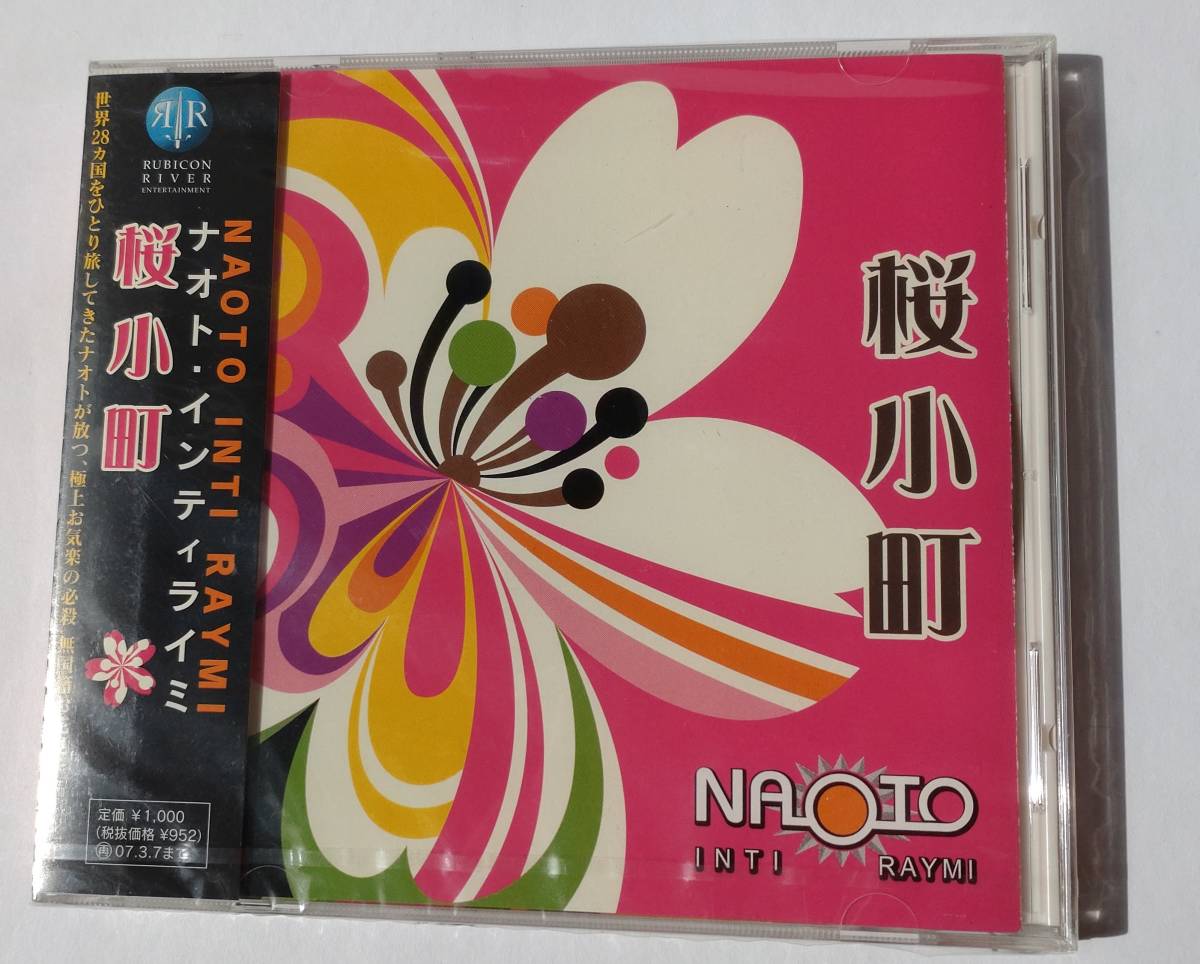 世界28カ国をひとり旅してきたナオトが放つ、極上お気楽の必殺
RUBICON
RIVER
ENTERTAINMENT
桜小町
ナオト・インティライミ
NAOTO INTI RAYMI
定価 ¥1,000
(税抜価格 ¥952)
再 07.3.7まで
桜小町
NAOTO
INTI RAYMI